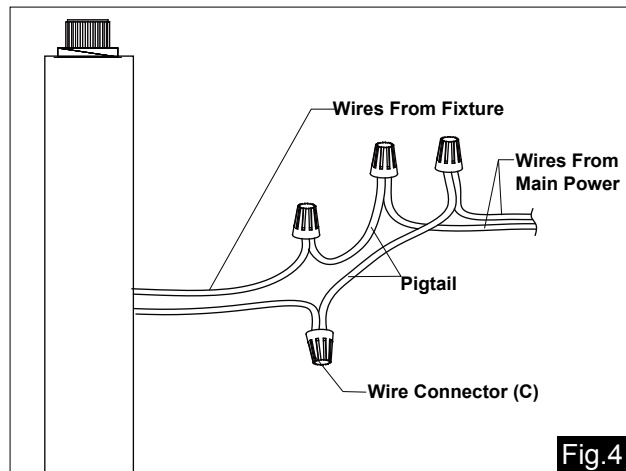 Wires From Fixture
Wires From
Main Power
Pigtail
Wire Connector (C)
Fig.4